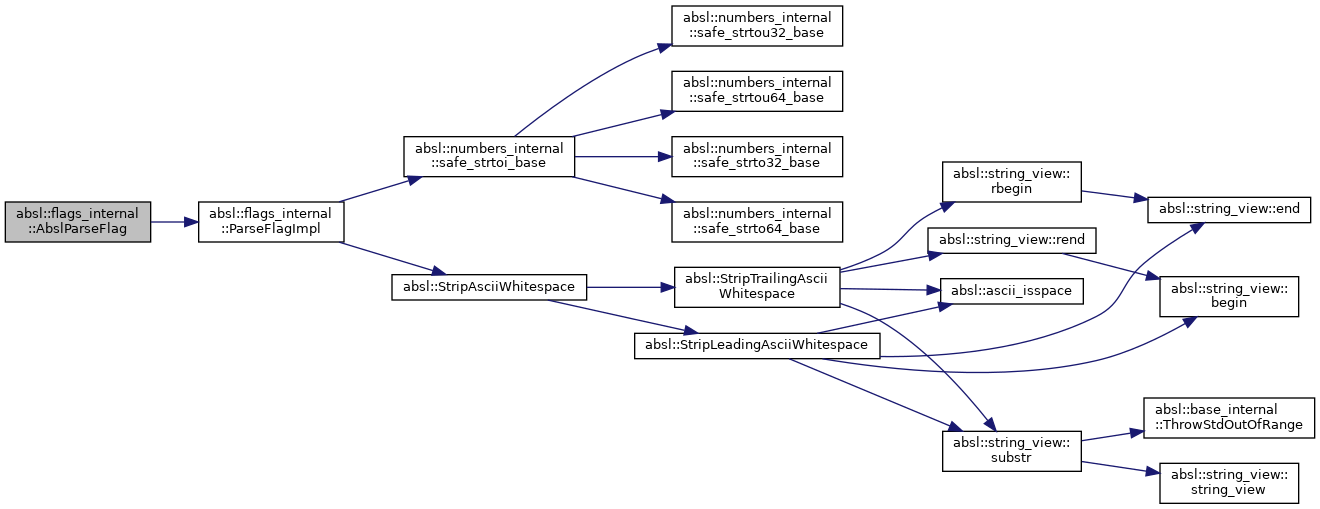 absl::flags_internal
::AbslParseFlag
absl::flags_internal
::ParseFlagImpl
absl::numbers_internal
::safe_strtoi_base
absl::numbers_internal
::safe_strtou32_base
absl::numbers_internal
::safe_strtou64_base
absl::numbers_internal
::safe_strto32_base
absl::numbers_internal
::safe_strto64_base
absl::StripAsciiWhitespace
absl::StripTrailingAscii
Whitespace
absl::StripLeadingAsciiWhitespace
absl::string_view::
rbegin
absl::string_view::rend
absl::ascii_isspace
absl::string_view::
substr
absl::string_view::end
absl::string_view::
begin
absl::base_internal
::ThrowStdOutOfRange
absl::string_view::
string_view